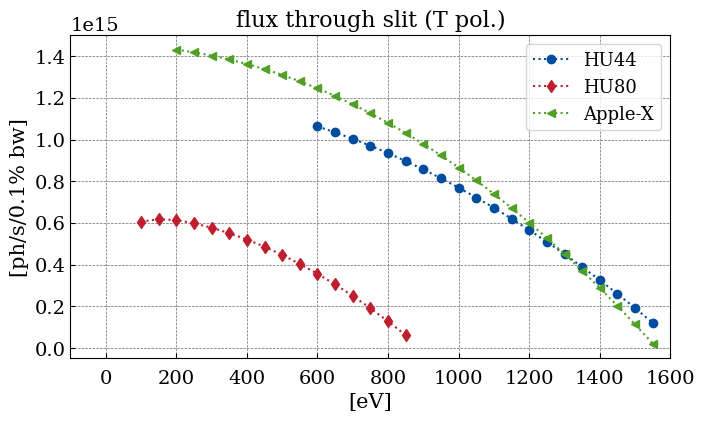 flux through slit (T pol.)
1e15
HU44
HU80
Apple-X
[ph/s/0.1% bw]
1.4
1.2
1.0
0.8
0.6
0.4
0.2
0.0
0 200 400 600 800 1000 1200 1400 1600
[eV]